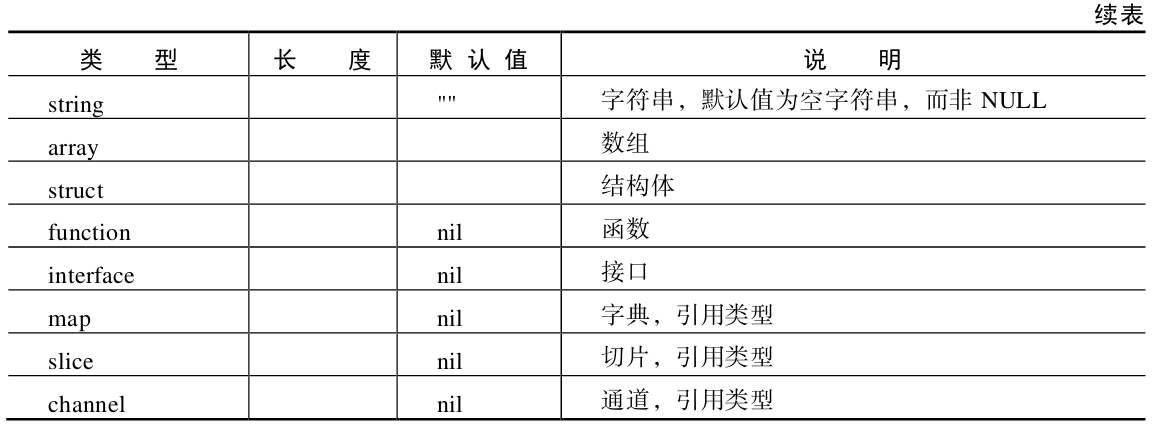 续表
类 型 长 度 默 认 值 说 明
string "" 字符串，默认值为空字符串，而非 NULL
array 数组
struct 结构体
function nil 函数
interface nil 接口
map nil 字典，引用类型
slice nil 切片，引用类型
channel nil 通道，引用类型